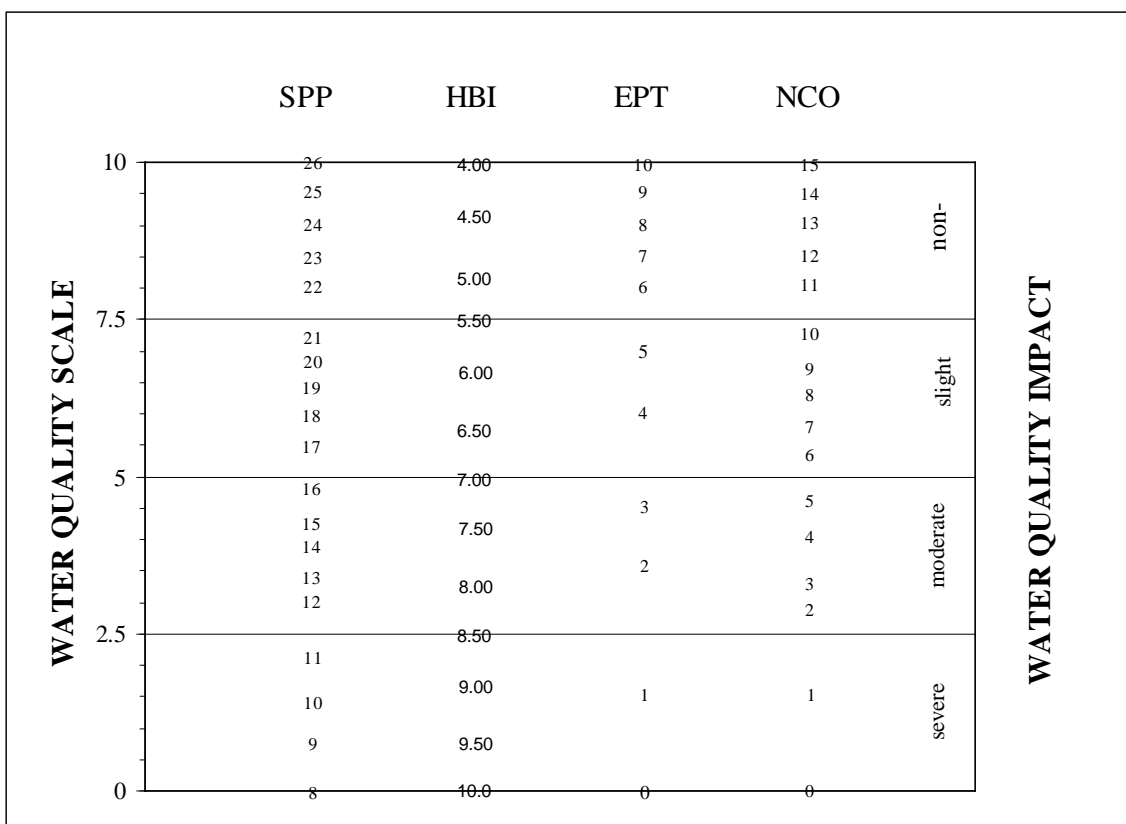 SPP HBI EPT NCO
10 26 4.00 10 15
25 9 14
4.50
24 8 13
23 7 12
5.00
22 6 11
non-
7.5 5.50
21 10
5
20 9
6.00
19 8
18 4 7
6.50
17 6
slight
5 7.00
16 5
3
15 7.50
14 4
2
13 3
8.00
12 2
moderate
2.5 8.50
11
9.00
10 1 1
9 9.50
severe
0 8 10.0 0 0
WATER QUALITY SCALE
WATER QUALITY IMPACT